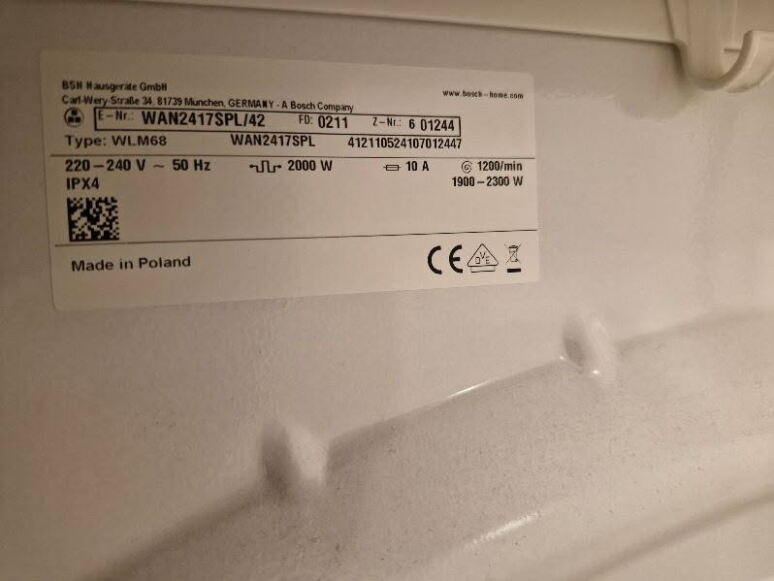 BSH Hausgeräte GmbH
www.bosch-home.com
Carl-Wery-Straße 34, 81739 München, GERMANY - A Bosch Company
E-Nr.: WAN2417SPL/42 FD: 0211 Z-Nr.: 6 01244
Type: WLM68 WAN2417SPL 412110524107012447
220-240 V ~ 50 Hz 2000 W 10 A 1200/min
IPX4 1900-2300 W
Made in Poland CE DVE